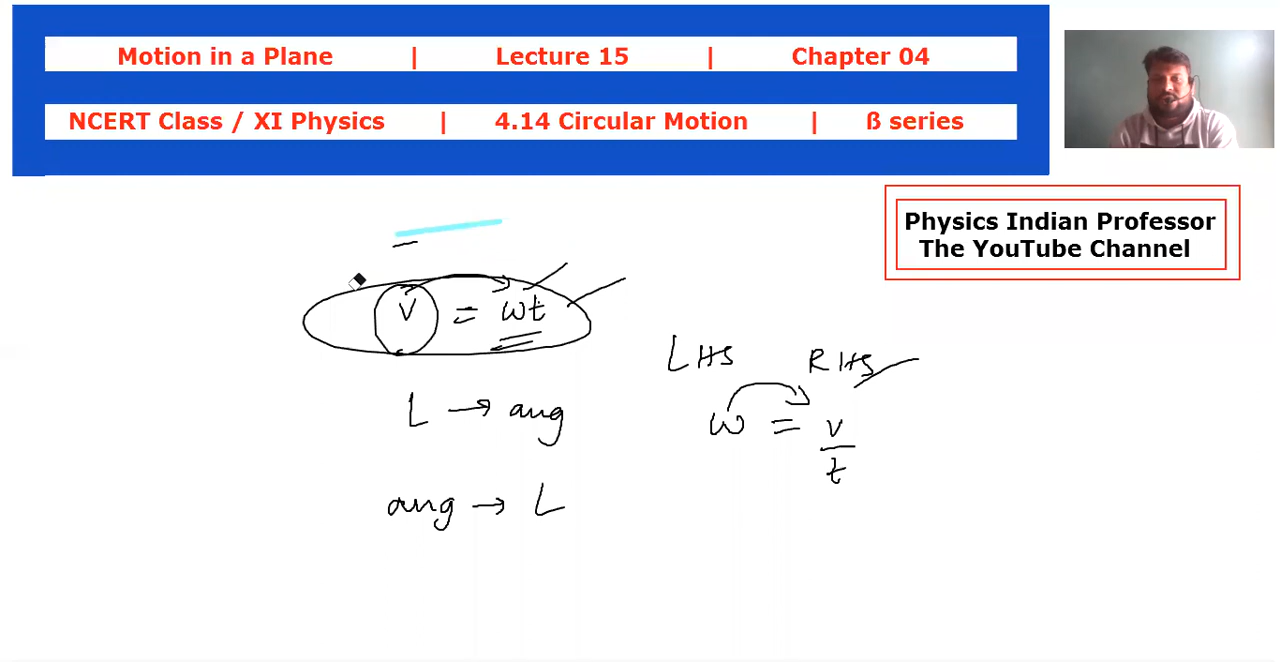 Motion in a Plane | Lecture 15 | Chapter 04
NCERT Class / XI Physics | 4.14 Circular Motion | ß series
Physics Indian Professor
The YouTube Channel
v = ωt
LHS RHS
L → ang
ω = v/t
ang → L